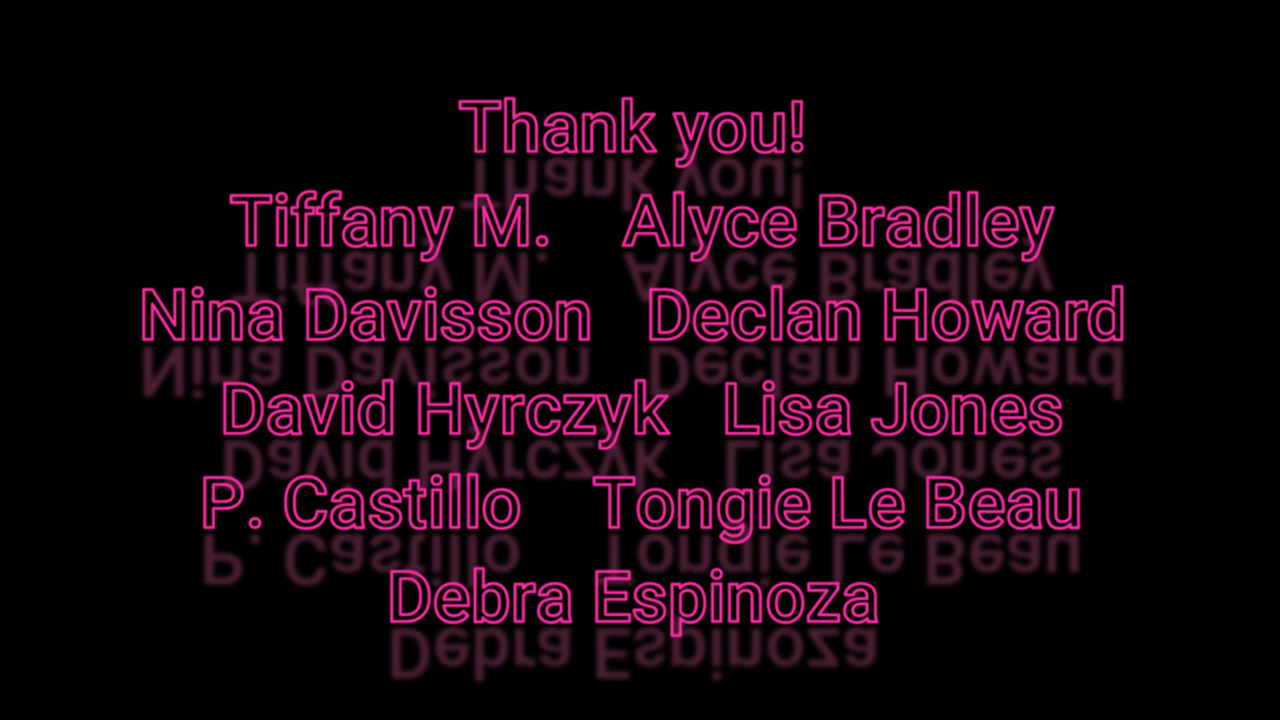 Thank you!
Tiffany M. Alyce Bradley
Nina Davisson Declan Howard
David Hyrczyk Lisa Jones
P. Castillo Tongie Le Beau
Debra Espinoza